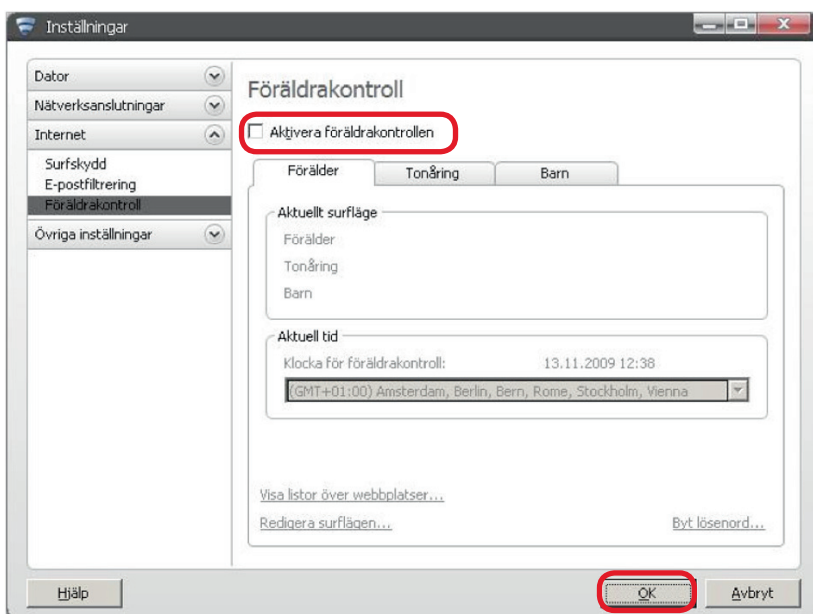 Inställningar
Dator
Nätverksanslutningar
Internet
Surfskydd
E-postfiltrering
Föräldrakontroll
Övriga inställningar
Föräldrakontroll
Aktivera föräldrakontrollen
Förälder
Tonåring
Barn
Aktuellt surfläge
Förälder
Tonåring
Barn
Aktuell tid
Klocka för föräldrakontroll: 13.11.2009 12:38
(GMT+01:00) Amsterdam, Berlin, Bern, Rome, Stockholm, Vienna
Visa listor över webbplatser...
Redigera surflägen...
Byt lösenord...
Hjälp
OK
Avbryt